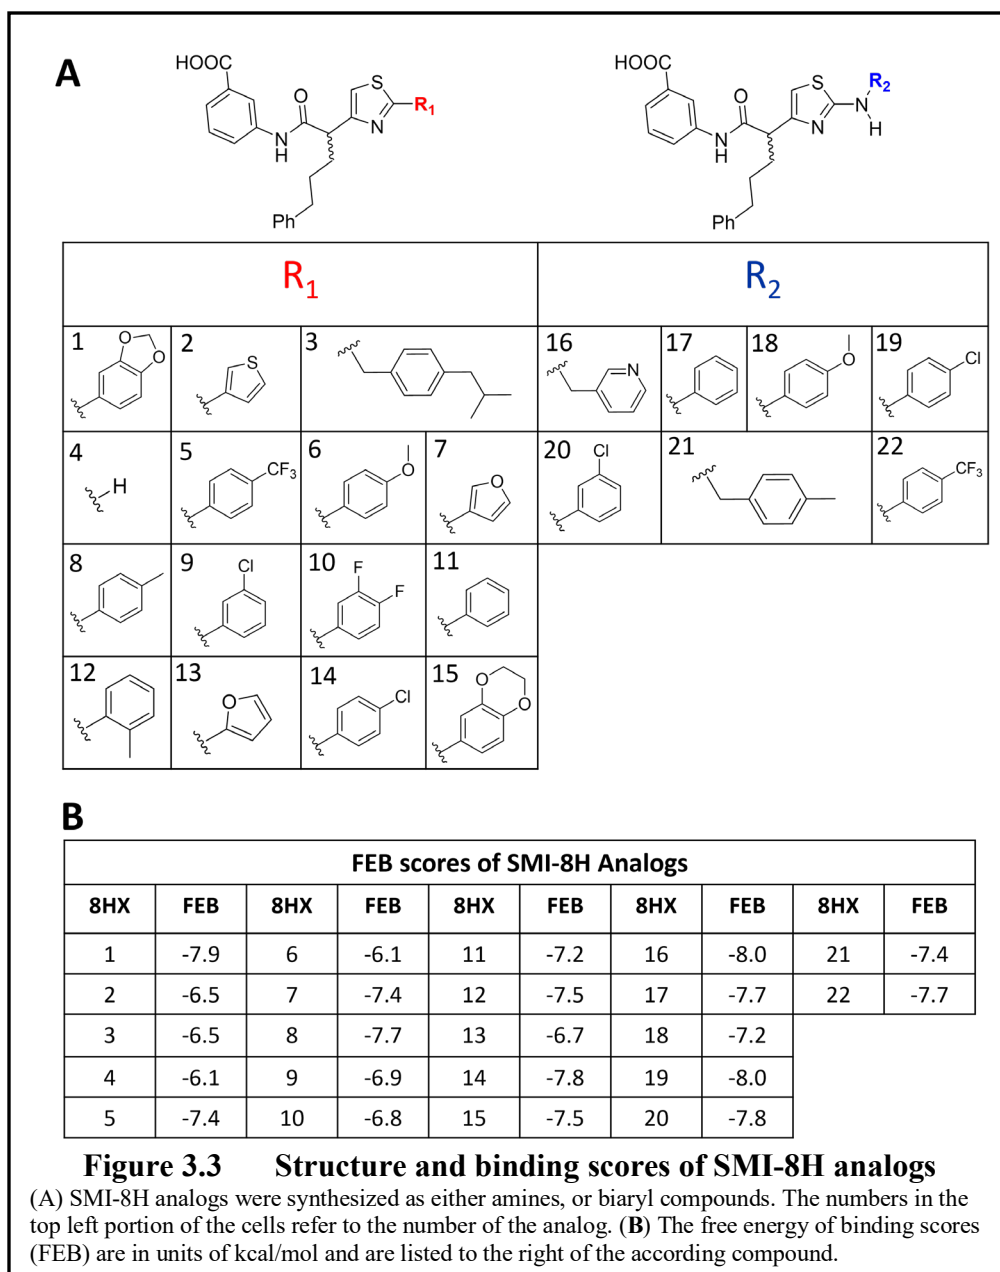 A
HOOC
S
R1
N
O
N
H
Ph
HOOC
S
R2
N
H
N
O
N
H
Ph
R1 R2
1 O O
2 S
3
16 N
17
18 O
19 Cl
4 H
5 CF3
6 O
7 O
20 Cl
21
22 CF3
8
9 Cl
10 F F
11
12
13 O
14 Cl
15 O O
B
FEB scores of SMI-8H Analogs
8HX FEB 8HX FEB 8HX FEB 8HX FEB 8HX FEB
1 -7.9 6 -6.1 11 -7.2 16 -8.0 21 -7.4
2 -6.5 7 -7.4 12 -7.5 17 -7.7 22 -7.7
3 -6.5 8 -7.7 13 -6.7 18 -7.2
4 -6.1 9 -6.9 14 -7.8 19 -8.0
5 -7.4 10 -6.8 15 -7.5 20 -7.8
Figure 3.3 Structure and binding scores of SMI-8H analogs
(A) SMI-8H analogs were synthesized as either amines, or biaryl compounds. The numbers in the
top left portion of the cells refer to the number of the analog. (B) The free energy of binding scores
(FEB) are in units of kcal/mol and are listed to the right of the according compound.